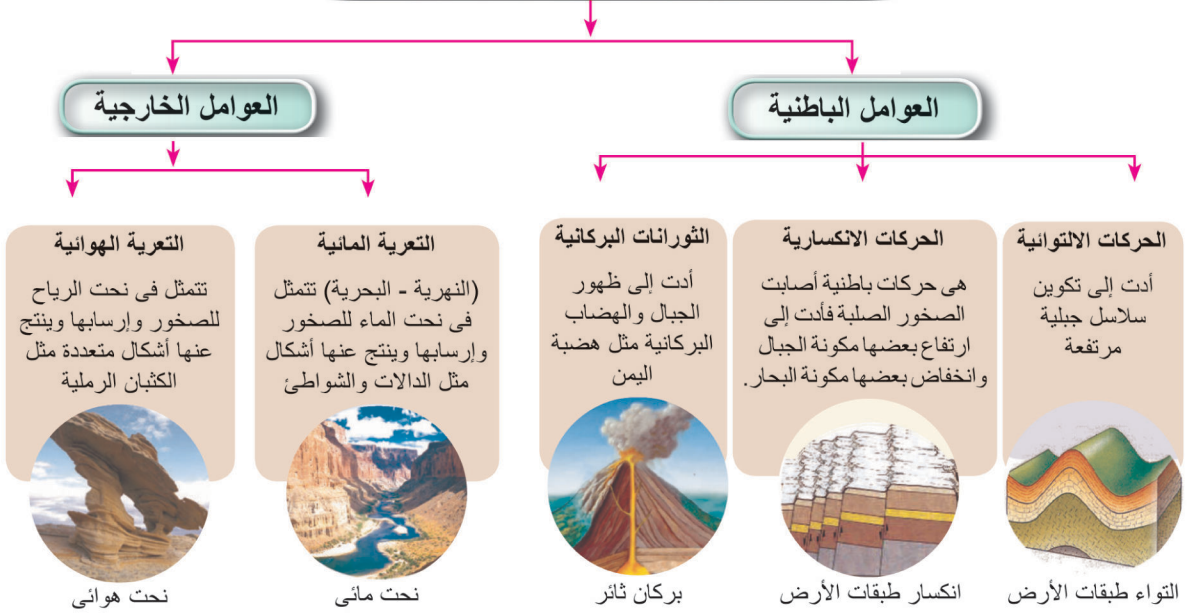 العوامل الباطنية
العوامل الخارجية
الحركات الالتوائية
أدت إلى تكوين
سلاسل جبلية
مرتفعة
التواء طبقات الأرض
الحركات الانكسارية
هى حركات باطنية أصابت
الصخور الصلبة فأدت إلى
ارتفاع بعضها مكونة الجبال
وانخفاض بعضها مكونة البحار.
انكسار طبقات الأرض
الثورانات البركانية
أدت إلى ظهور
الجبال والهضاب
البركانية مثل هضبة
اليمن
بركان ثائر
التعرية المائية
(النهرية - البحرية) تتمثل
فى نحت الماء للصخور
وإرسابها وينتج عنها أشكال
مثل الدالات والشواطئ
نحت مائى
التعرية الهوائية
تتمثل فى نحت الرياح
للصخور وإرسابها وينتج
عنها أشكال متعددة مثل
الكثبان الرملية
نحت هوائى